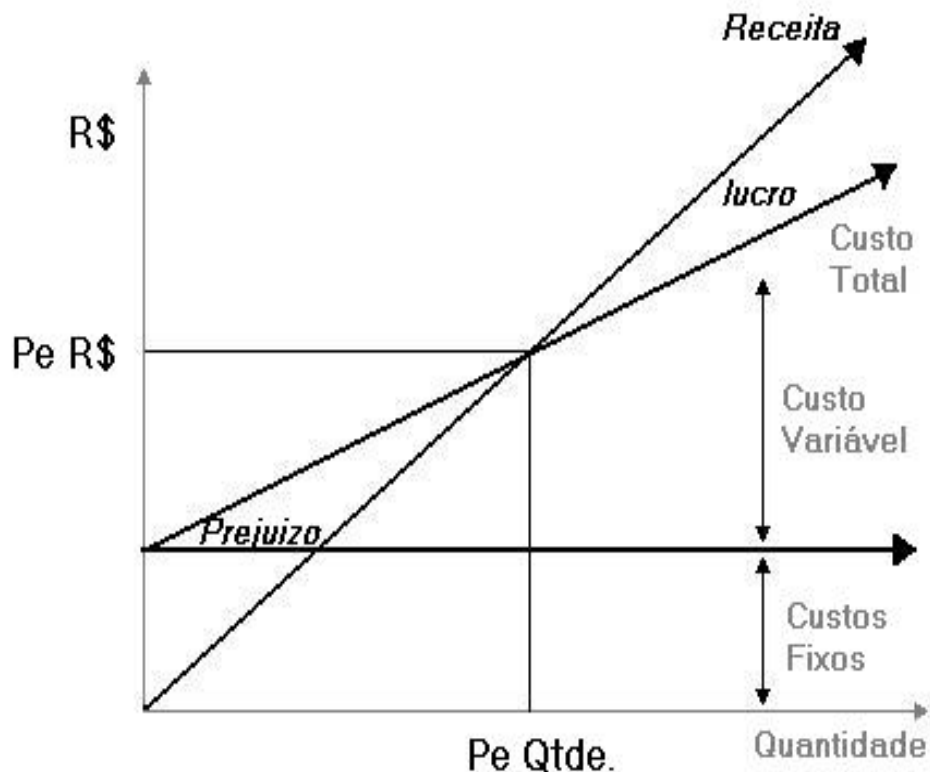 Receita
R$
lucro
Custo
Total
Pe R$
Custo
Variável
Prejuizo
Custos
Fixos
Pe Qtde.
Quantidade